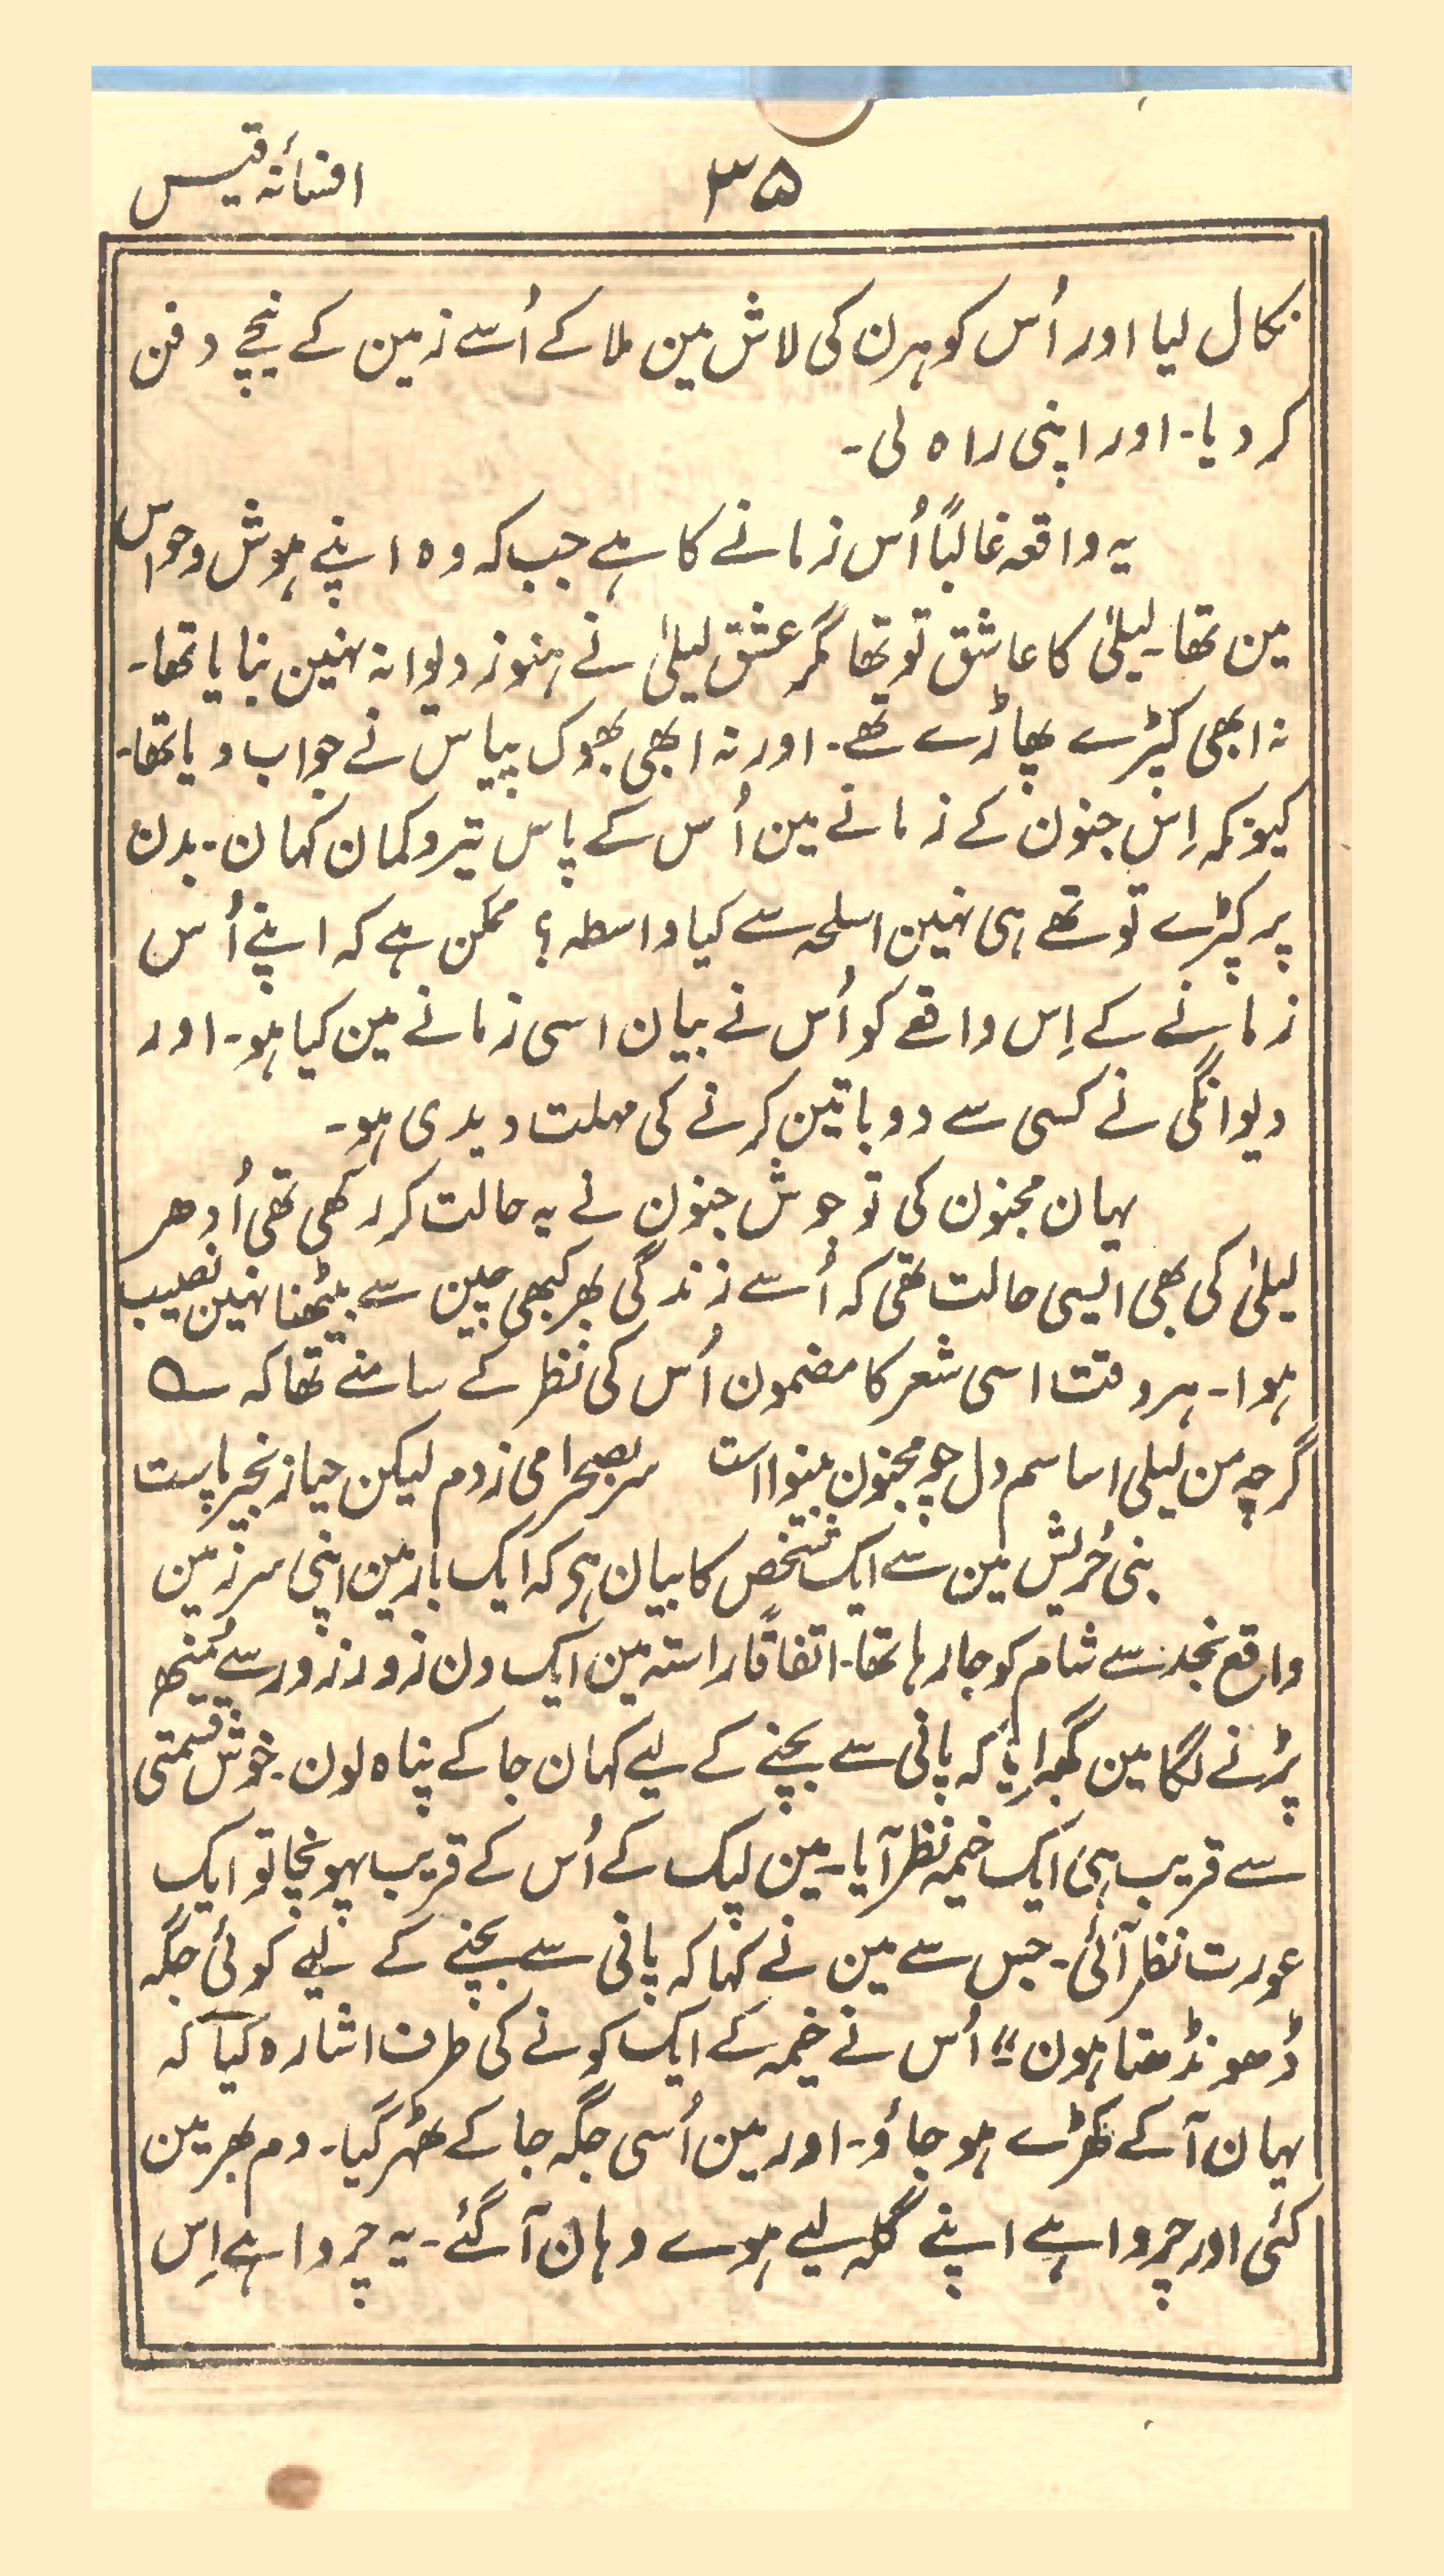 ۳۵
افسانۂ قیس
نکال لیا اور اُس کو ہرن کی لاش مین ملا کے اُسے زمین کے نیچے دفن
کر دیا۔ اور اپنی راہ لی۔
یہ واقعہ غالباً اُس زمانے کا ہے جب کہ وہ اپنے ہوش و حواس
مین تھا۔ لیلیٰ کا عاشق تو تھا مگر عشق لیلیٰ نے ہنوز دیوانہ نہین بنایا تھا۔
نہ ابھی کپڑے پھاڑے تھے۔ اور نہ ابھی بھوک پیاس نے جواب دیا تھا۔
کیونکہ اِس جنون کے زمانے مین اُس کے پاس تیر و کمان کہان۔ بدن
پر کپڑے تو تھے ہی نہین اسلحہ سے کیا واسطہ؟ ممکن ہے کہ اپنے اُس
زمانے کے اِس واقعے کو اُس نے بیان اسی زمانے مین کیا ہو۔ اور
دیوانگی نے کسی سے دو باتین کرنے کی مہلت دیدی ہو۔
یہان مجنون کی تو جوش جنون نے یہ حالت کر رکھی تھی اُدھر
لیلیٰ کی بھی ایسی حالت تھی کہ اُسے زندگی بھر کبھی چین سے بیٹھنا نہین نصیب
ہوا۔ ہر وقت اسی شعر کا مضمون اُس کی نظر کے سامنے تھا کہ ؎
گرچہ من لیلی اساسم دل چو مجنون بینوا است سر بصحرا می زدم لیکن حیا زنجیر پاست
بنی حُریش مین سے ایک شخص کا بیان ہی کہ ایک بار مین اپنی سرزمین
واقع نجد سے شام کو جا رہا تھا۔ اتفاقاً راستہ مین ایک دن زور زور سے مُنھ
پڑنے لگا مین گھبرایا کہ پانی سے بچنے کے لیے کہان جا کے پناہ لون۔ خوش قسمتی
سے قریب ہی ایک خیمہ نظر آیا۔ مین لپک کے اُس کے قریب پہونچا تو ایک
عورت نظر آئی۔ جس سے مین نے کہا کہ پانی سے بچنے کے لیے کوئی جگہ
ڈھونڈھتا ہون" اُس نے خیمہ کے ایک کونے کی طرف اشارہ کیا کہ
یہان آ کے کھڑے ہو جاؤ۔ اور مین اُسی جگہ جا کے ٹھہر گیا۔ دم بھر مین
کئی اور چرواہے اپنے گلہ لیے ہوے وہان آ گئے۔ یہ چرواہے اِس